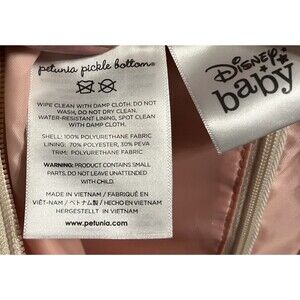 petunia pickle bottom®
WIPE CLEAN WITH DAMP CLOTH. DO NOT
WASH, DO NOT DRY CLEAN.
WATER-RESISTANT LINING, SPOT CLEAN
WITH DAMP CLOTH.
SHELL: 100% POLYURETHANE FABRIC
LINING: 70% POLYESTER, 30% PEVA
TRIM: POLYURETHANE FABRIC
WARNING: PRODUCT CONTAINS SMALL
PARTS. DO NOT LEAVE UNATTENDED
WITH CHILD.
MADE IN VIETNAM / FABRIQUÉ EN
VIÊT-NAM / ベトナム製 / HECHO EN VIETNAM
HERGESTELLT IN VIETNAM
www.petunia.com
Disney
baby